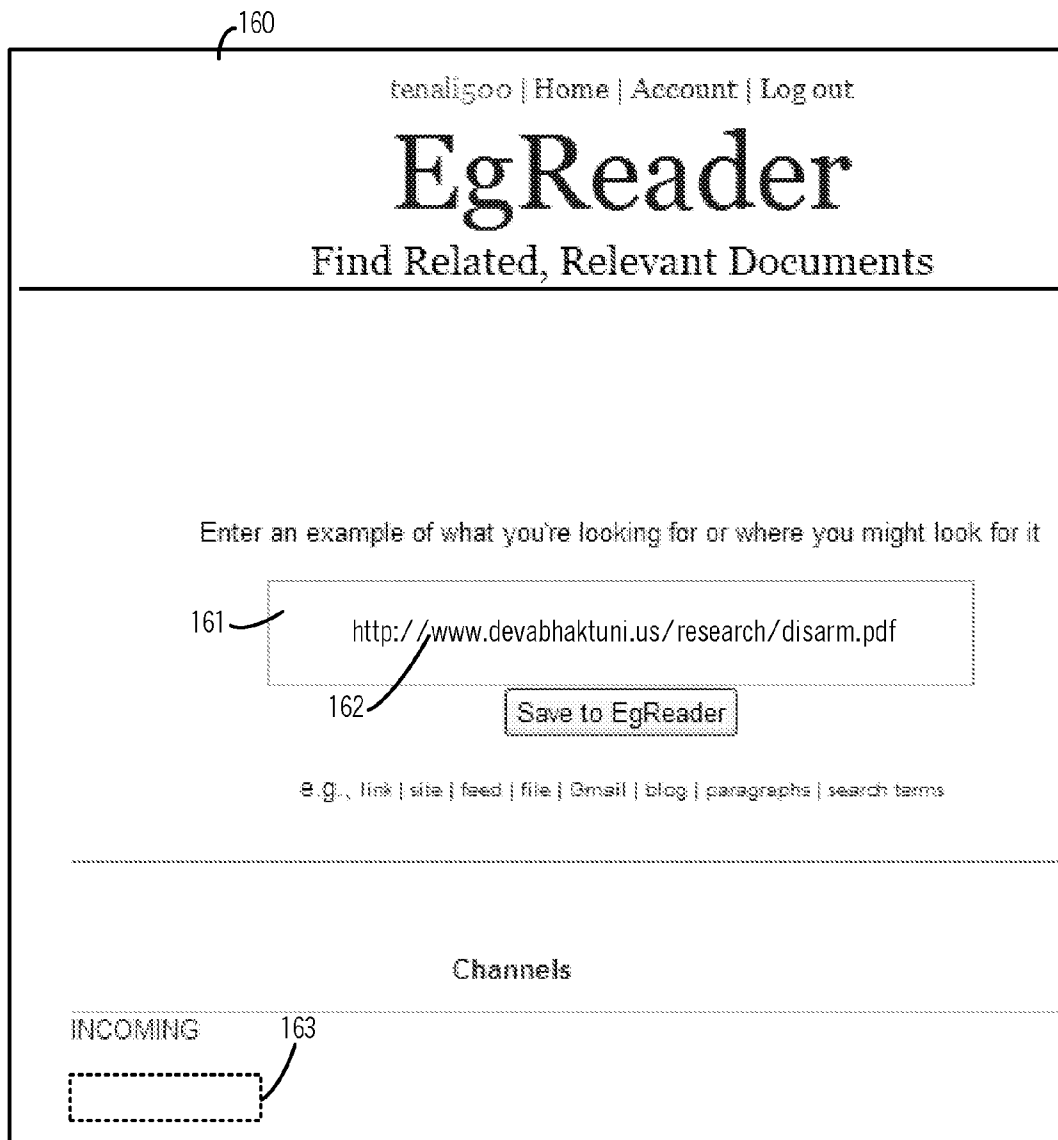 160
tenali500 | Home | Account | Log out
EgReader
Find Related, Relevant Documents
Enter an example of what you're looking for or where you might look for it
161
http://www.devabhaktuni.us/research/disarm.pdf
162
Save to EgReader
e.g., link | site | feed | file | Gmail | blog | paragraphs | search terms
Channels
INCOMING
163